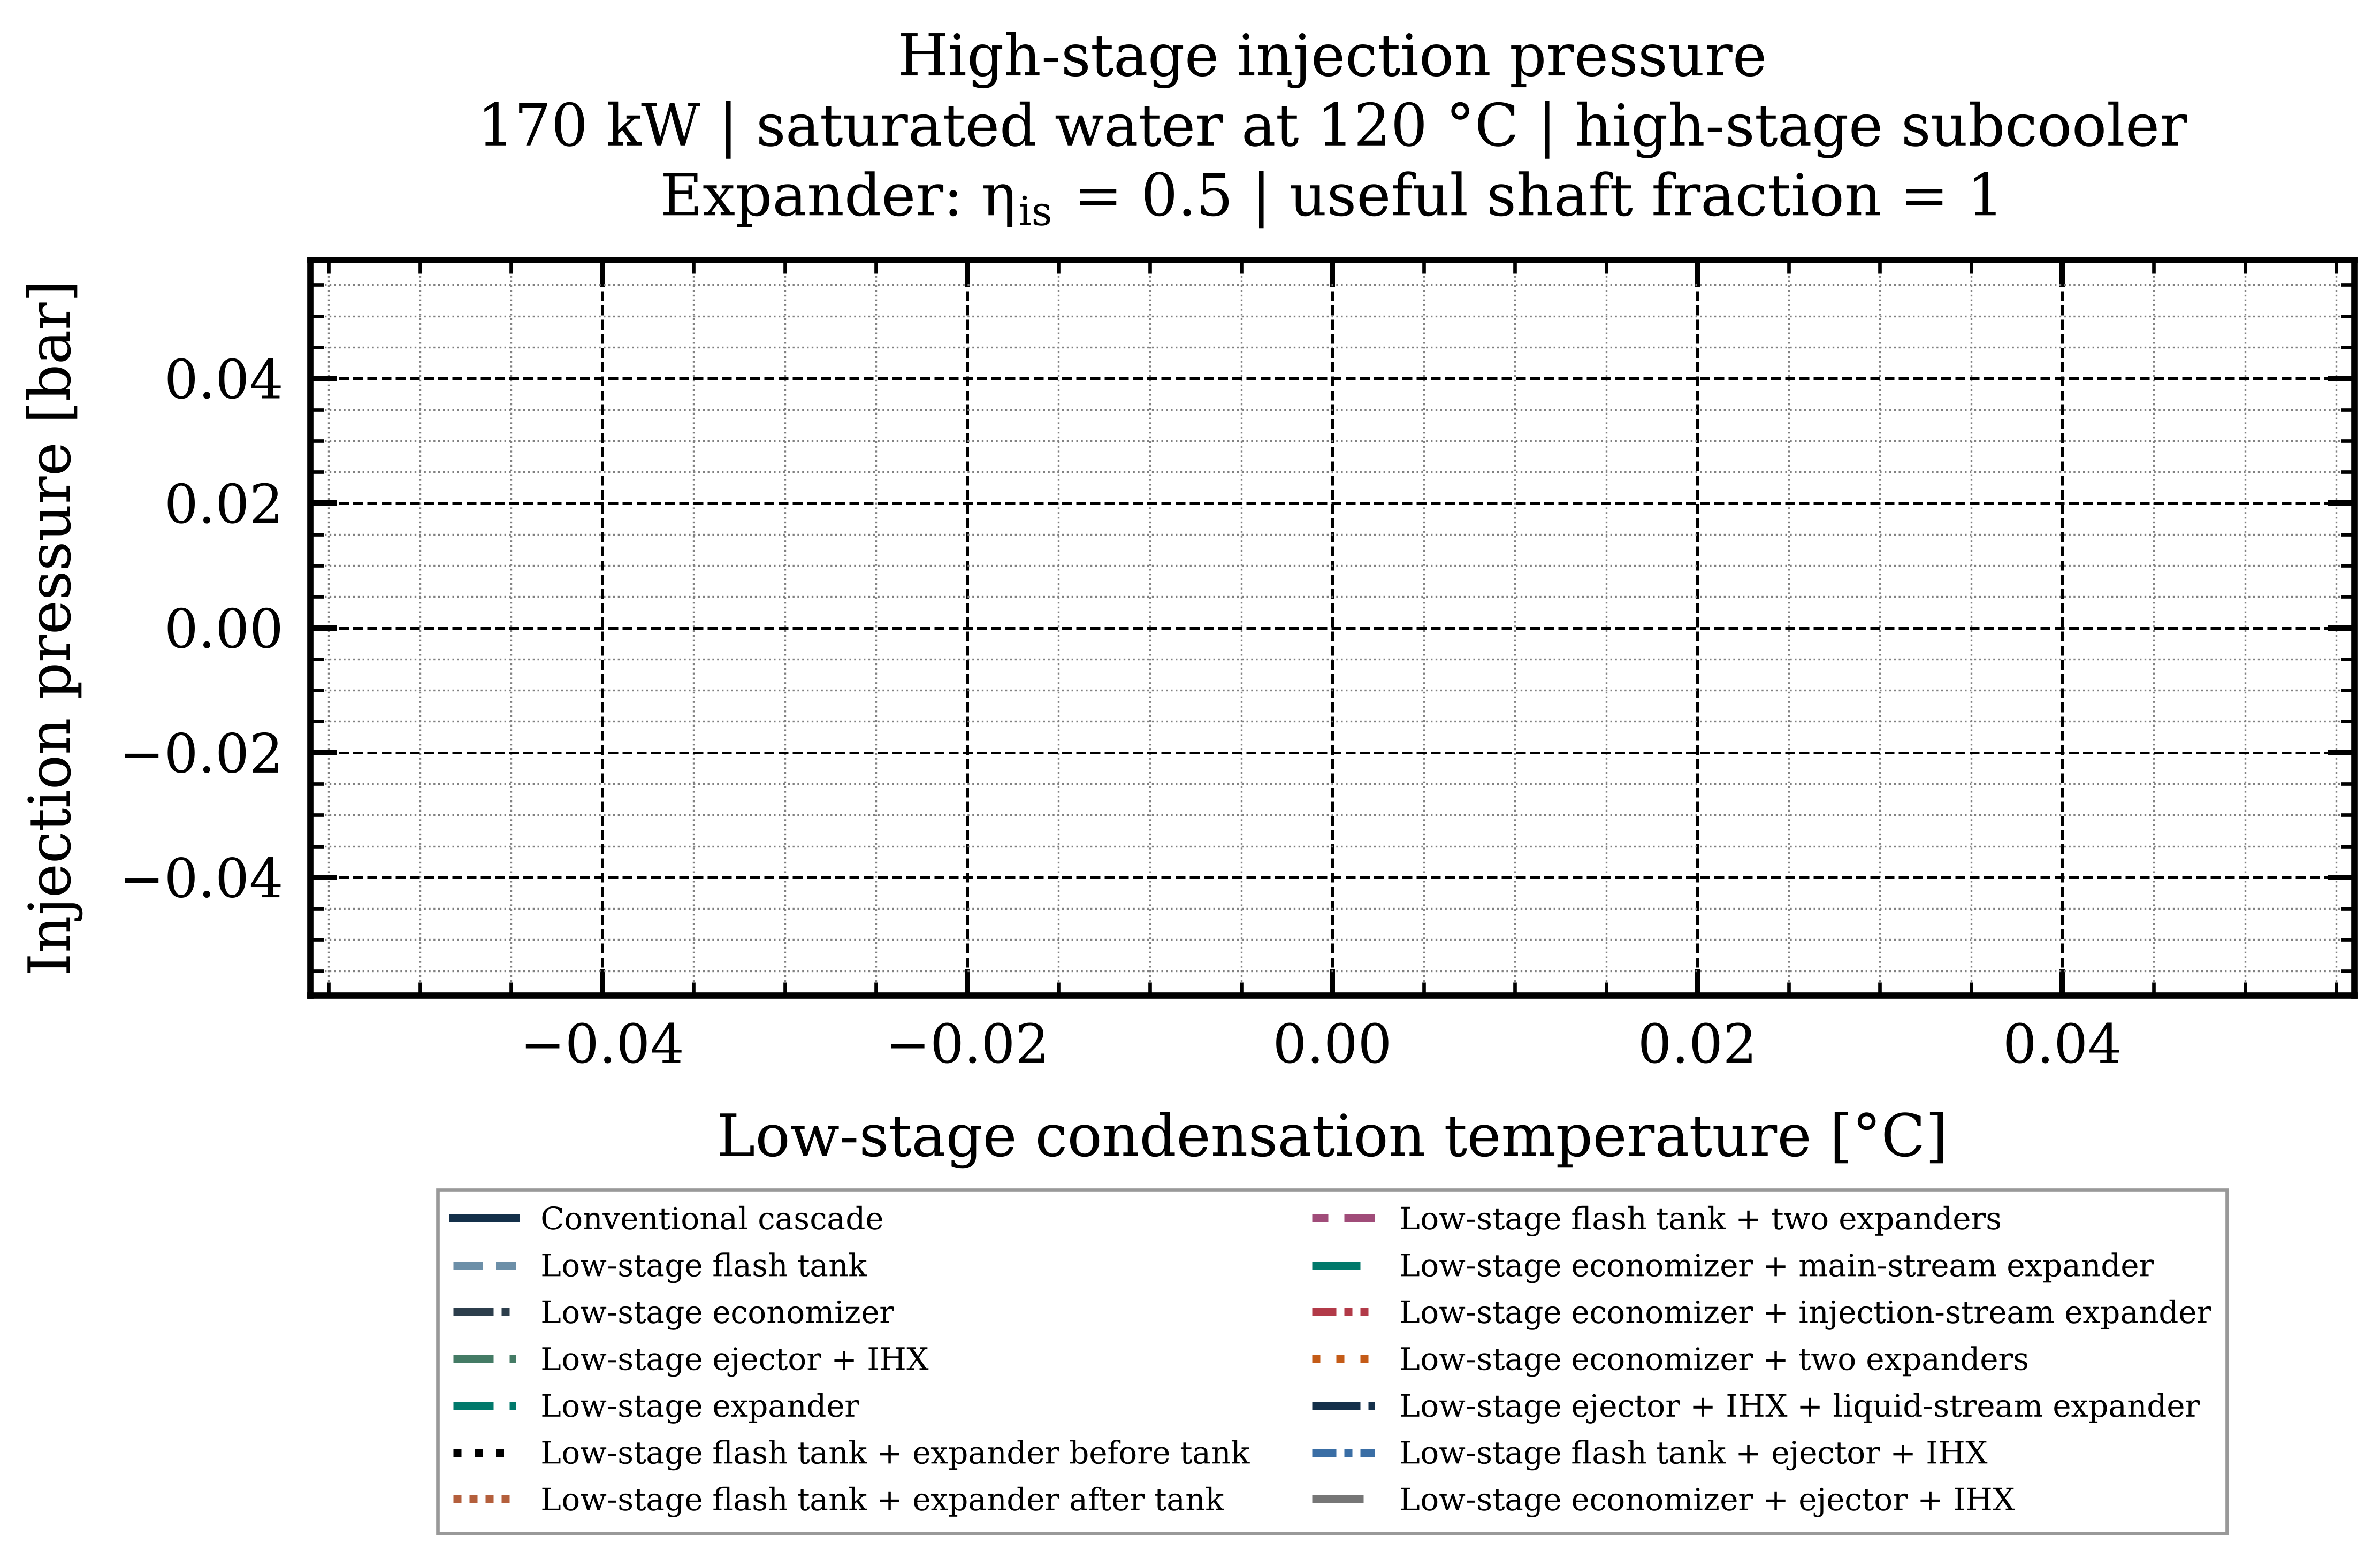 High-stage injection pressure
170 kW | saturated water at 120 °C | high-stage subcooler
Expander: ηis = 0.5 | useful shaft fraction = 1
Injection pressure [bar]
0.04
0.02
0.00
−0.02
−0.04
−0.04
−0.02
0.00
0.02
0.04
Low-stage condensation temperature [°C]
Conventional cascade
Low-stage flash tank
Low-stage economizer
Low-stage ejector + IHX
Low-stage expander
Low-stage flash tank + expander before tank
Low-stage flash tank + expander after tank
Low-stage flash tank + two expanders
Low-stage economizer + main-stream expander
Low-stage economizer + injection-stream expander
Low-stage economizer + two expanders
Low-stage ejector + IHX + liquid-stream expander
Low-stage flash tank + ejector + IHX
Low-stage economizer + ejector + IHX